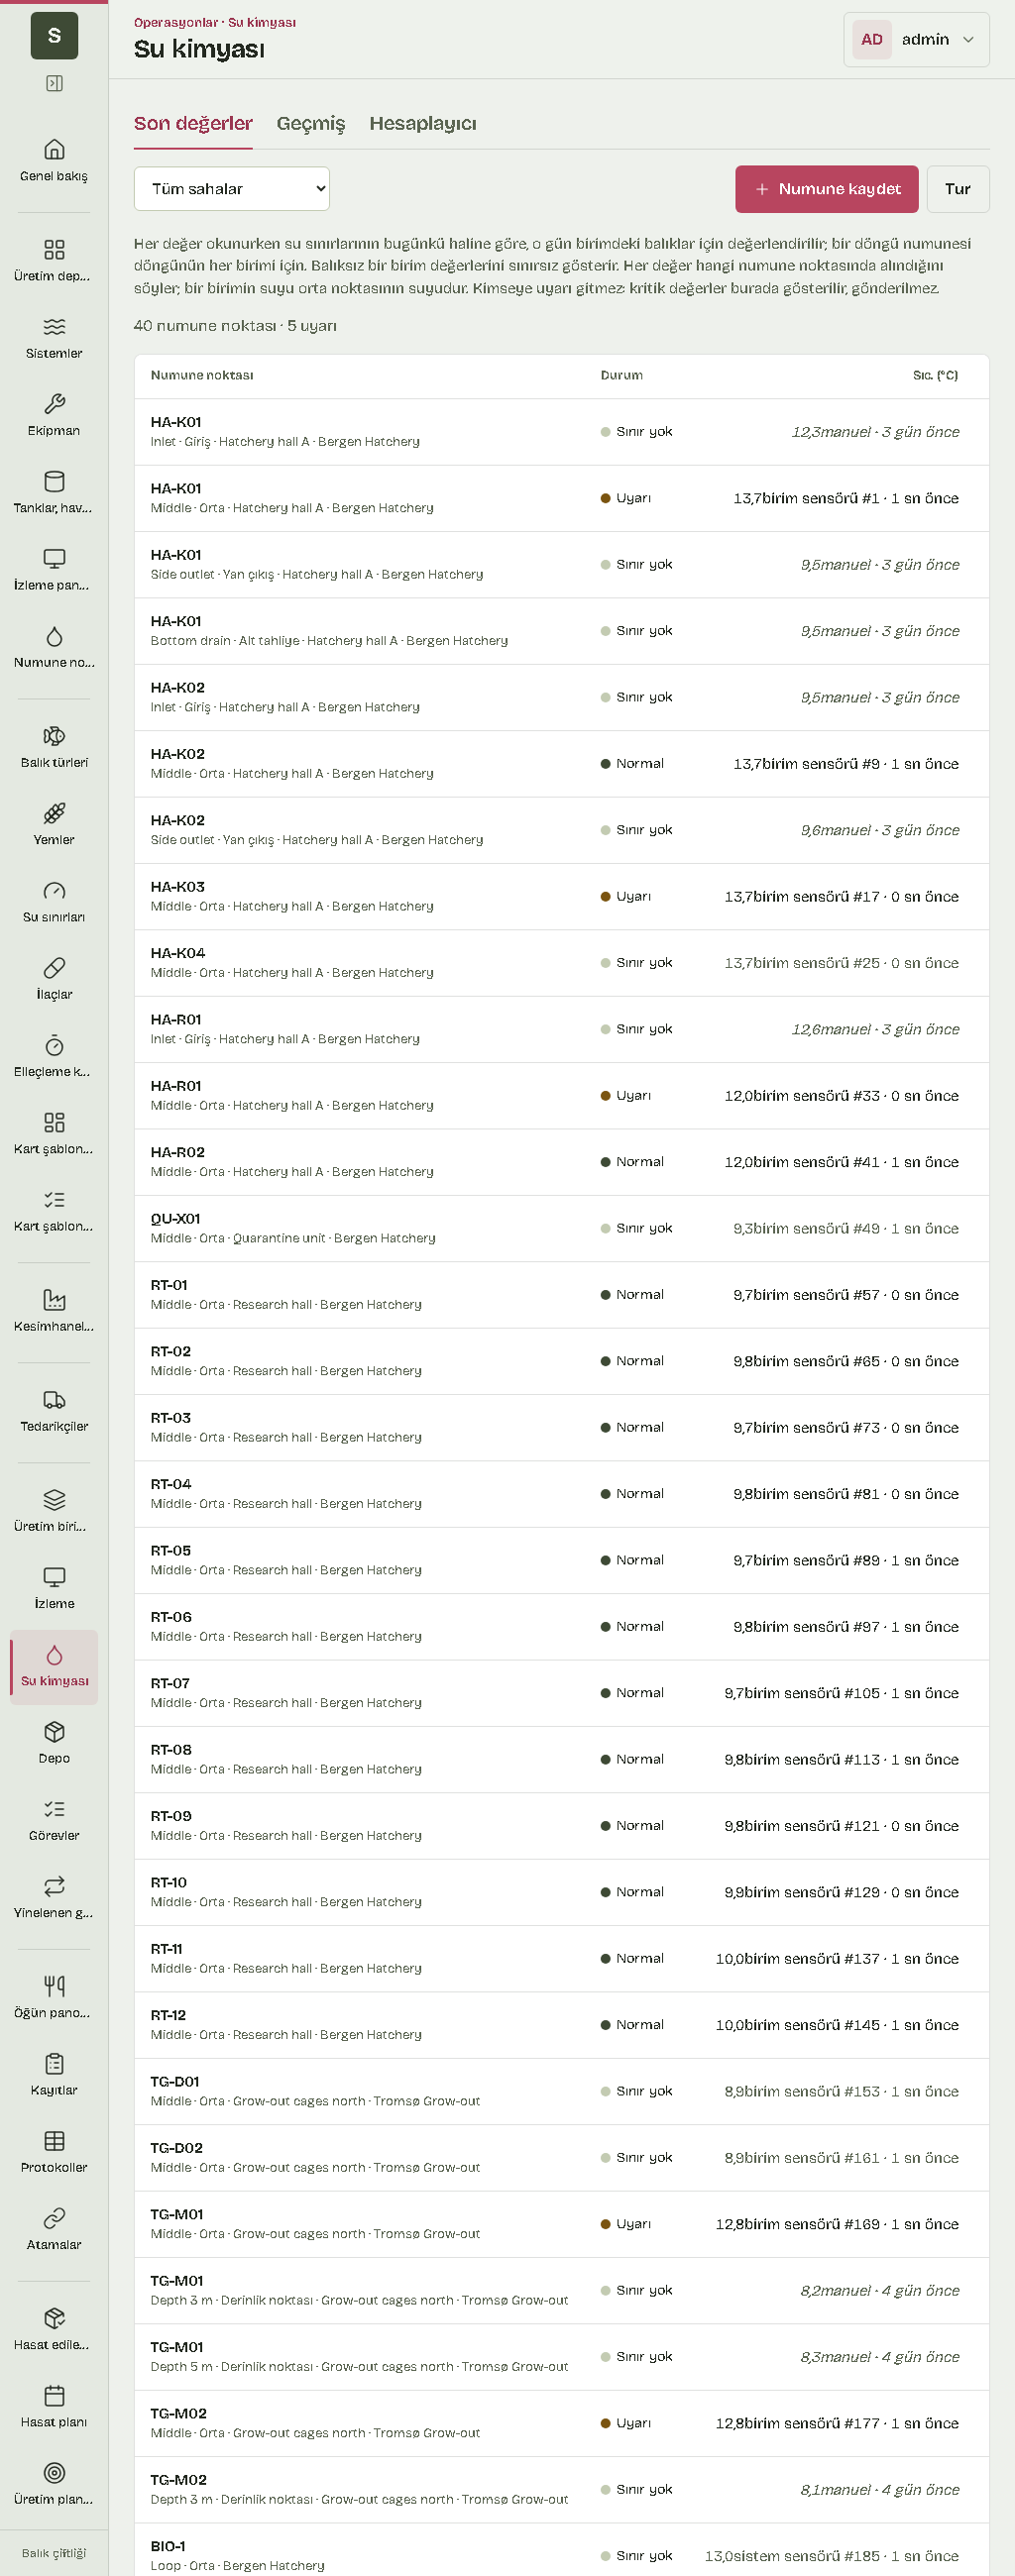 S
Genel bakış
Üretim dep...
Sistemler
Ekipman
Tanklar, hav...
İzleme pan...
Numune no...
Balık türleri
Yemler
Su sınırları
İlaçlar
Elleçleme k...
Kart şablon...
Kart şablon...
Kesimhanel...
Tedarikçiler
Üretim biri...
İzleme
Su kimyası
Depo
Görevler
Yinelenen g...
Öğün pano...
Kayıtlar
Protokoller
Atamalar
Hasat edile...
Hasat planı
Üretim plan...
Balık çiftliği
Operasyonlar · Su kimyası
Su kimyası
AD admin
Son değerler Geçmiş Hesaplayıcı
Tüm sahalar
Numune kaydet Tur
Her değer okunurken su sınırlarının bugünkü haline göre, o gün birimdeki balıklar için değerlendirilir; bir döngü numunesi
döngünün her birimi için. Balıksız bir birim değerlerini sınırsız gösterir. Her değer hangi numune noktasında alındığını
söyler; bir birimin suyu orta noktasının suyudur. Kimseye uyarı gitmez: kritik değerler burada gösterilir, gönderilmez.
40 numune noktası · 5 uyarı
Numune noktası Durum Sıc. (°C)
HA-K01
Inlet · Giriş · Hatchery hall A · Bergen Hatchery
Sınır yok 12,3manuel · 3 gün önce
HA-K01
Middle · Orta · Hatchery hall A · Bergen Hatchery
Uyarı 13,7birim sensörü #1 · 1 sn önce
HA-K01
Side outlet · Yan çıkış · Hatchery hall A · Bergen Hatchery
Sınır yok 9,5manuel · 3 gün önce
HA-K01
Bottom drain · Alt tahliye · Hatchery hall A · Bergen Hatchery
Sınır yok 9,5manuel · 3 gün önce
HA-K02
Inlet · Giriş · Hatchery hall A · Bergen Hatchery
Sınır yok 9,5manuel · 3 gün önce
HA-K02
Middle · Orta · Hatchery hall A · Bergen Hatchery
Normal 13,7birim sensörü #9 · 1 sn önce
HA-K02
Side outlet · Yan çıkış · Hatchery hall A · Bergen Hatchery
Sınır yok 9,6manuel · 3 gün önce
HA-K03
Middle · Orta · Hatchery hall A · Bergen Hatchery
Uyarı 13,7birim sensörü #17 · 0 sn önce
HA-K04
Middle · Orta · Hatchery hall A · Bergen Hatchery
Sınır yok 13,7birim sensörü #25 · 0 sn önce
HA-R01
Inlet · Giriş · Hatchery hall A · Bergen Hatchery
Sınır yok 12,6manuel · 3 gün önce
HA-R01
Middle · Orta · Hatchery hall A · Bergen Hatchery
Uyarı 12,0birim sensörü #33 · 0 sn önce
HA-R02
Middle · Orta · Hatchery hall A · Bergen Hatchery
Normal 12,0birim sensörü #41 · 1 sn önce
QU-X01
Middle · Orta · Quarantine unit · Bergen Hatchery
Sınır yok 9,3birim sensörü #49 · 1 sn önce
RT-01
Middle · Orta · Research hall · Bergen Hatchery
Normal 9,7birim sensörü #57 · 0 sn önce
RT-02
Middle · Orta · Research hall · Bergen Hatchery
Normal 9,8birim sensörü #65 · 0 sn önce
RT-03
Middle · Orta · Research hall · Bergen Hatchery
Normal 9,7birim sensörü #73 · 0 sn önce
RT-04
Middle · Orta · Research hall · Bergen Hatchery
Normal 9,8birim sensörü #81 · 0 sn önce
RT-05
Middle · Orta · Research hall · Bergen Hatchery
Normal 9,7birim sensörü #89 · 1 sn önce
RT-06
Middle · Orta · Research hall · Bergen Hatchery
Normal 9,8birim sensörü #97 · 1 sn önce
RT-07
Middle · Orta · Research hall · Bergen Hatchery
Normal 9,7birim sensörü #105 · 1 sn önce
RT-08
Middle · Orta · Research hall · Bergen Hatchery
Normal 9,8birim sensörü #113 · 1 sn önce
RT-09
Middle · Orta · Research hall · Bergen Hatchery
Normal 9,8birim sensörü #121 · 0 sn önce
RT-10
Middle · Orta · Research hall · Bergen Hatchery
Normal 9,9birim sensörü #129 · 0 sn önce
RT-11
Middle · Orta · Research hall · Bergen Hatchery
Normal 10,0birim sensörü #137 · 1 sn önce
RT-12
Middle · Orta · Research hall · Bergen Hatchery
Normal 10,0birim sensörü #145 · 1 sn önce
TG-D01
Middle · Orta · Grow-out cages north · Tromsø Grow-out
Sınır yok 8,9birim sensörü #153 · 1 sn önce
TG-D02
Middle · Orta · Grow-out cages north · Tromsø Grow-out
Sınır yok 8,9birim sensörü #161 · 1 sn önce
TG-M01
Middle · Orta · Grow-out cages north · Tromsø Grow-out
Uyarı 12,8birim sensörü #169 · 1 sn önce
TG-M01
Depth 3 m · Derinlik noktası · Grow-out cages north · Tromsø Grow-out
Sınır yok 8,2manuel · 4 gün önce
TG-M01
Depth 5 m · Derinlik noktası · Grow-out cages north · Tromsø Grow-out
Sınır yok 8,3manuel · 4 gün önce
TG-M02
Middle · Orta · Grow-out cages north · Tromsø Grow-out
Uyarı 12,8birim sensörü #177 · 1 sn önce
TG-M02
Depth 3 m · Derinlik noktası · Grow-out cages north · Tromsø Grow-out
Sınır yok 8,1manuel · 4 gün önce
BIO-1
Loop · Orta · Bergen Hatchery
Sınır yok 13,0sistem sensörü #185 · 1 sn önce